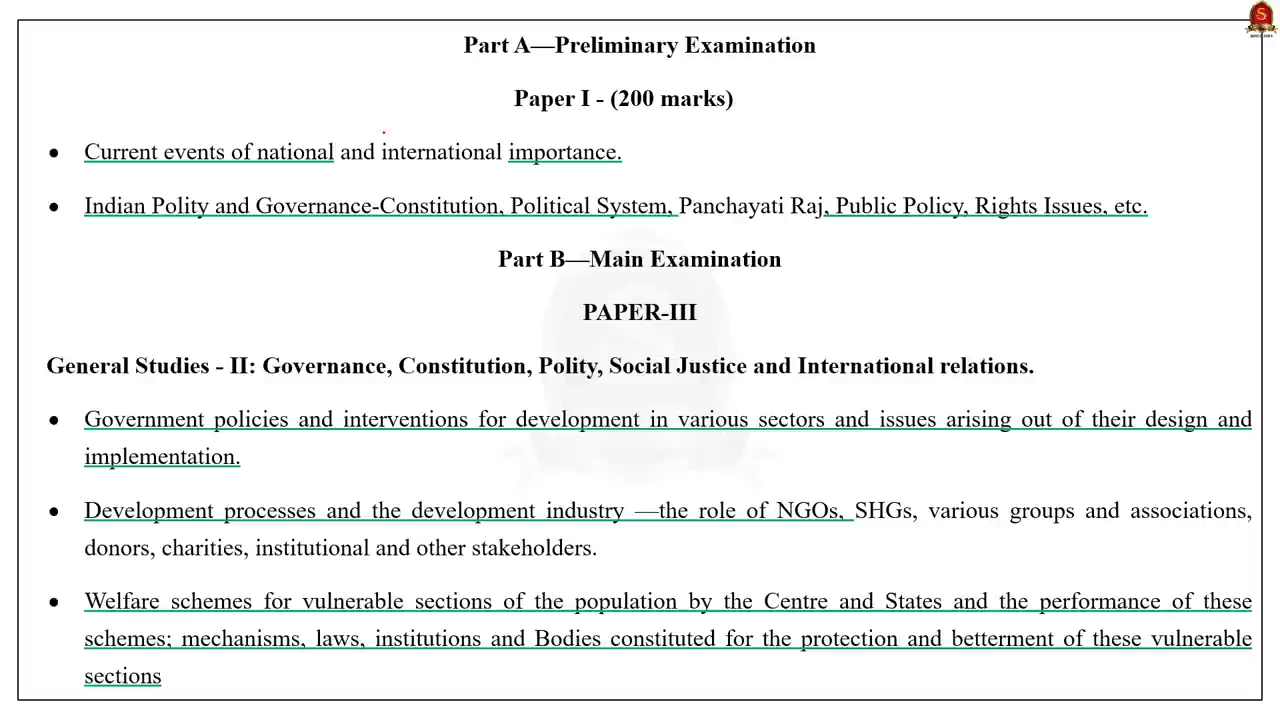 Part A—Preliminary Examination
Paper I - (200 marks)
• Current events of national and international importance.
• Indian Polity and Governance-Constitution, Political System, Panchayati Raj, Public Policy, Rights Issues, etc.
Part B—Main Examination
PAPER-III
General Studies - II: Governance, Constitution, Polity, Social Justice and International relations.
• Government policies and interventions for development in various sectors and issues arising out of their design and
implementation.
• Development processes and the development industry —the role of NGOs, SHGs, various groups and associations,
donors, charities, institutional and other stakeholders.
• Welfare schemes for vulnerable sections of the population by the Centre and States and the performance of these
schemes; mechanisms, laws, institutions and Bodies constituted for the protection and betterment of these vulnerable
sections
S